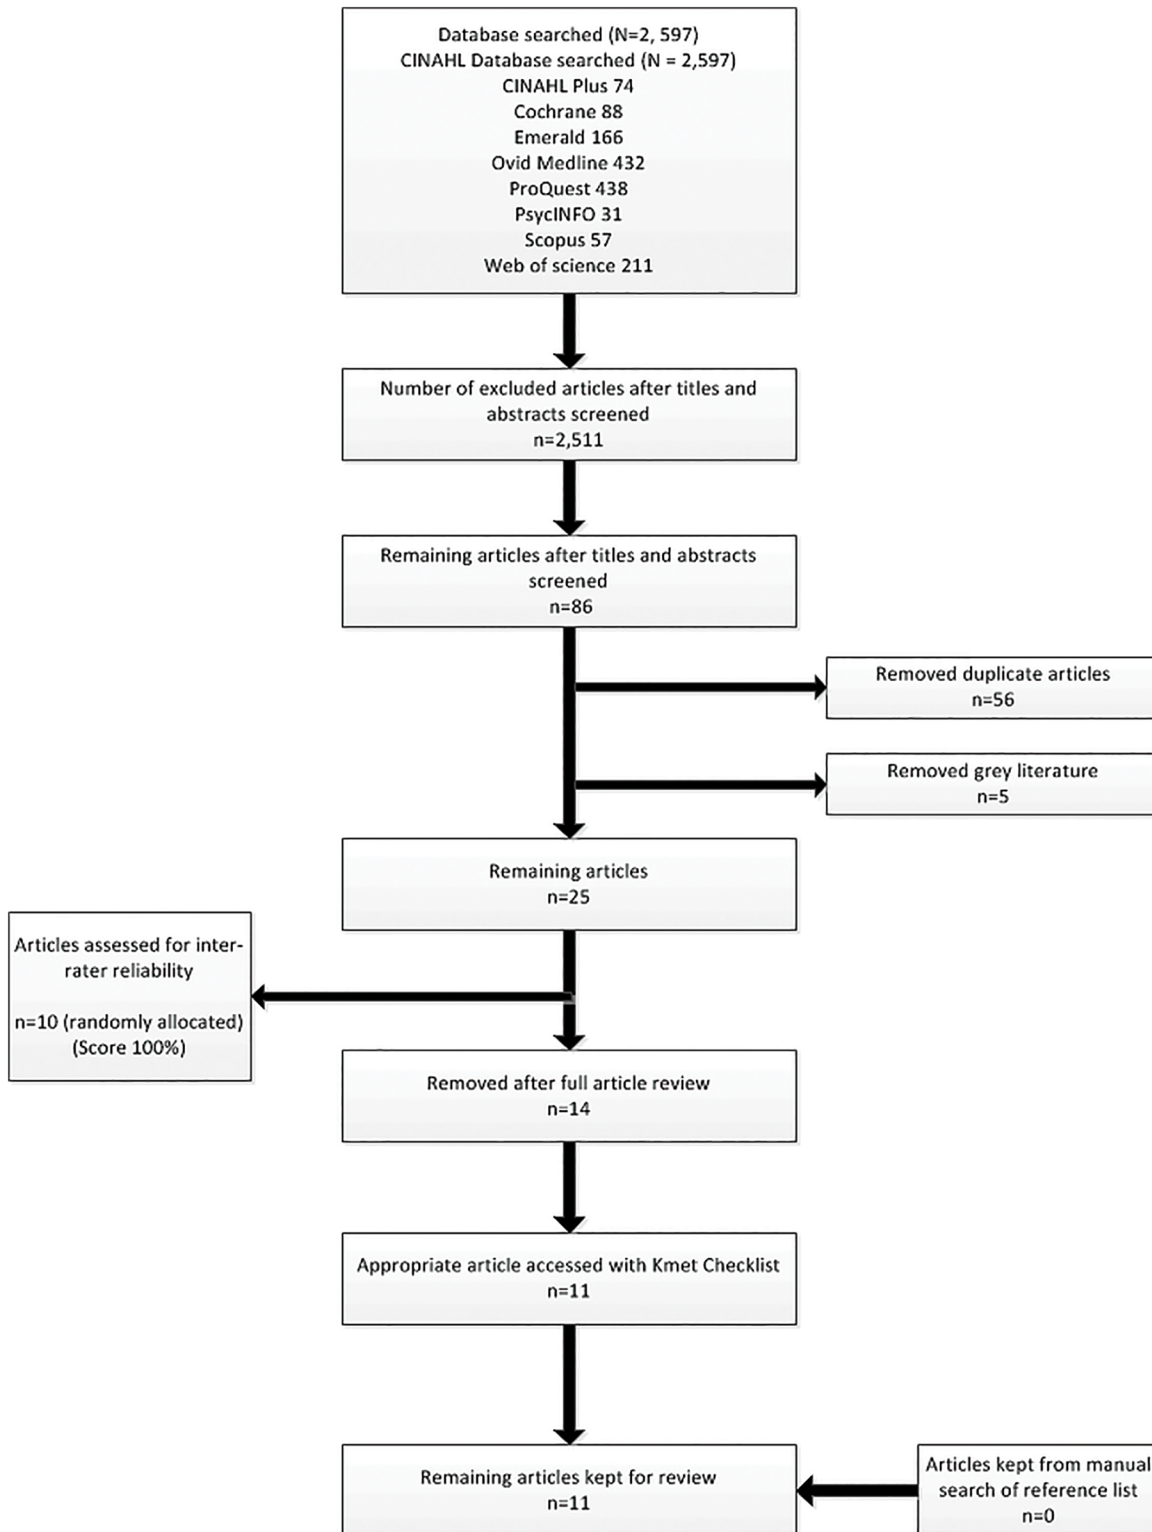 Database searched (N=2, 597)
CINAHL Database searched (N = 2,597)
CINAHL Plus 74
Cochrane 88
Emerald 166
Ovid Medline 432
ProQuest 438
PsycINFO 31
Scopus 57
Web of science 211
Number of excluded articles after titles and
abstracts screened
n=2,511
Remaining articles after titles and abstracts
screened
n=86
Removed duplicate articles
n=56
Removed grey literature
n=5
Remaining articles
n=25
Articles assessed for inter-
rater reliability
n=10 (randomly allocated)
(Score 100%)
Removed after full article review
n=14
Appropriate article accessed with Kmet Checklist
n=11
Remaining articles kept for review
n=11
Articles kept from manual
search of reference list
n=0